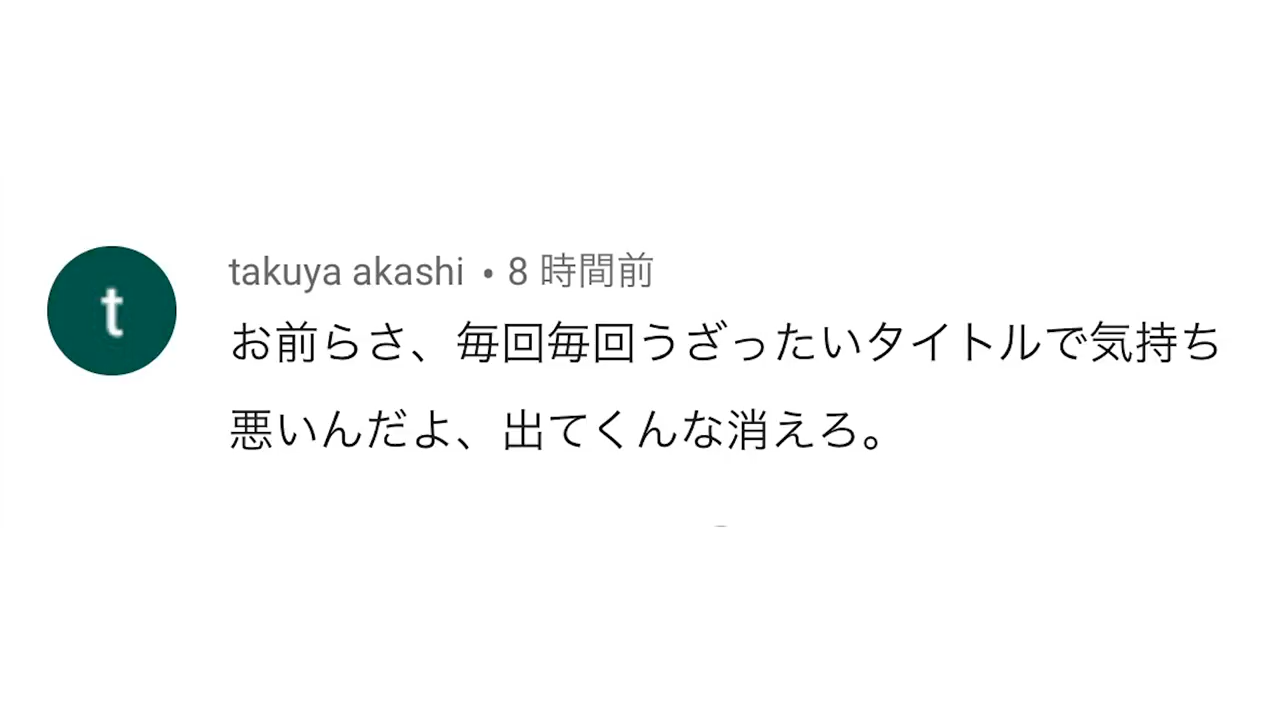 t
takuya akashi • 8 時間前
お前らさ、毎回毎回うざったいタイトルで気持ち
悪いんだよ、出てくんな消えろ。